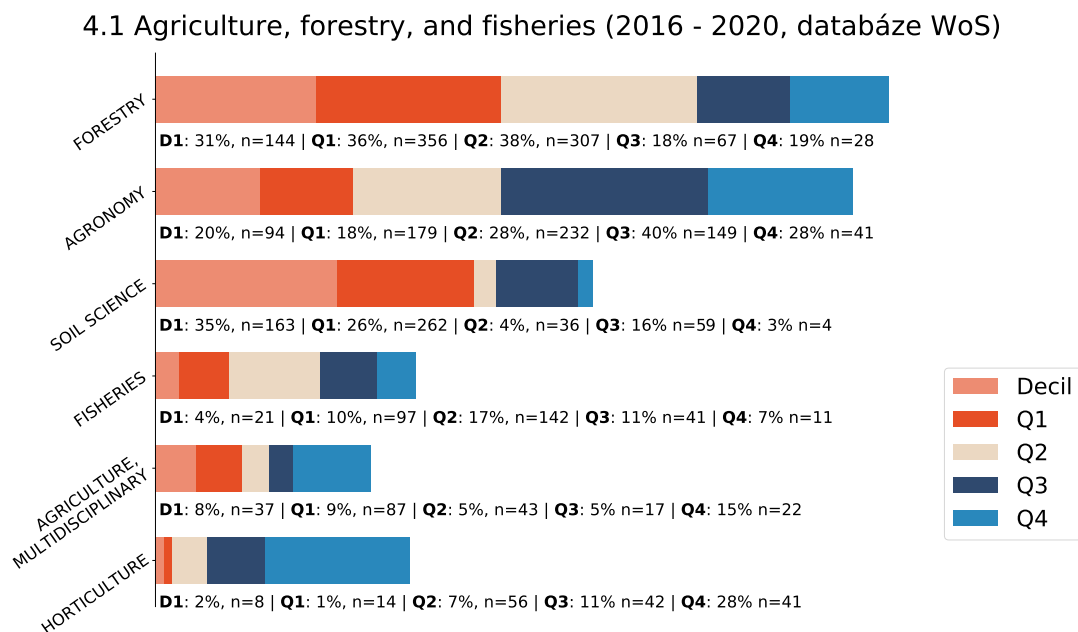 4.1 Agriculture, forestry, and fisheries (2016 - 2020, databáze WoS)
FORESTRY
D1: 31%, n=144 | Q1: 36%, n=356 | Q2: 38%, n=307 | Q3: 18% n=67 | Q4: 19% n=28
AGRONOMY
D1: 20%, n=94 | Q1: 18%, n=179 | Q2: 28%, n=232 | Q3: 40% n=149 | Q4: 28% n=41
SOIL SCIENCE
D1: 35%, n=163 | Q1: 26%, n=262 | Q2: 4%, n=36 | Q3: 16% n=59 | Q4: 3% n=4
FISHERIES
D1: 4%, n=21 | Q1: 10%, n=97 | Q2: 17%, n=142 | Q3: 11% n=41 | Q4: 7% n=11
AGRICULTURE,
MULTIDISCIPLINARY
D1: 8%, n=37 | Q1: 9%, n=87 | Q2: 5%, n=43 | Q3: 5% n=17 | Q4: 15% n=22
HORTICULTURE
D1: 2%, n=8 | Q1: 1%, n=14 | Q2: 7%, n=56 | Q3: 11% n=42 | Q4: 28% n=41
Decil
Q1
Q2
Q3
Q4